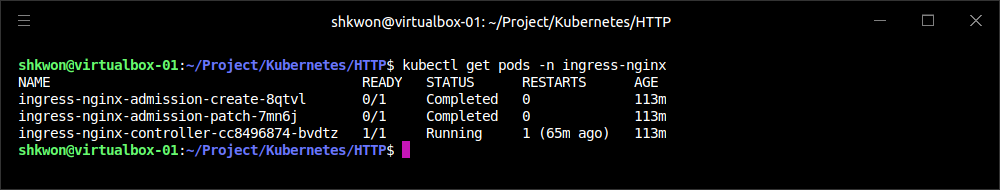 shkwon@virtualbox-01: ~/Project/Kubernetes/HTTP
shkwon@virtualbox-01:~/Project/Kubernetes/HTTP$ kubectl get pods -n ingress-nginx
NAME READY STATUS RESTARTS AGE
ingress-nginx-admission-create-8qtvl 0/1 Completed 0 113m
ingress-nginx-admission-patch-7mn6j 0/1 Completed 0 113m
ingress-nginx-controller-cc8496874-bvdtz 1/1 Running 1 (65m ago) 113m
shkwon@virtualbox-01:~/Project/Kubernetes/HTTP$